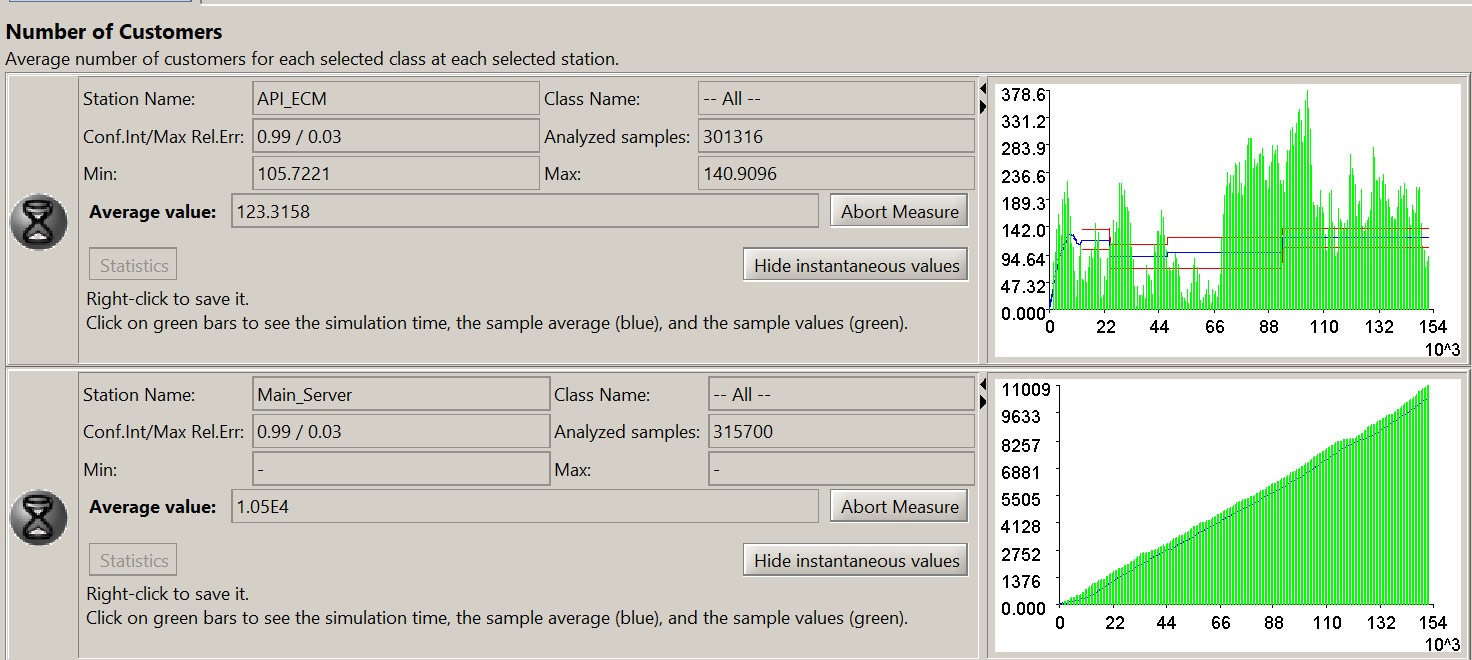 Number of Customers
Average number of customers for each selected class at each selected station.
Station Name: API_ECM Class Name: -- All --
Conf.Int/Max Rel.Err: 0.99 / 0.03 Analyzed samples: 301316
Min: 105.7221 Max: 140.9096
Average value: 123.3158 Abort Measure
Statistics Hide instantaneous values
Right-click to save it.
Click on green bars to see the simulation time, the sample average (blue), and the sample values (green).
378.6
331.2
283.9
236.6
189.3
142.0
94.64
47.32
0.000
0 22 44 66 88 110 132 154
10^3
Station Name: Main_Server Class Name: -- All --
Conf.Int/Max Rel.Err: 0.99 / 0.03 Analyzed samples: 315700
Min: - Max: -
Average value: 1.05E4 Abort Measure
Statistics Hide instantaneous values
Right-click to save it.
Click on green bars to see the simulation time, the sample average (blue), and the sample values (green).
11009
9633
8257
6881
5505
4128
2752
1376
0.000
0 22 44 66 88 110 132 154
10^3